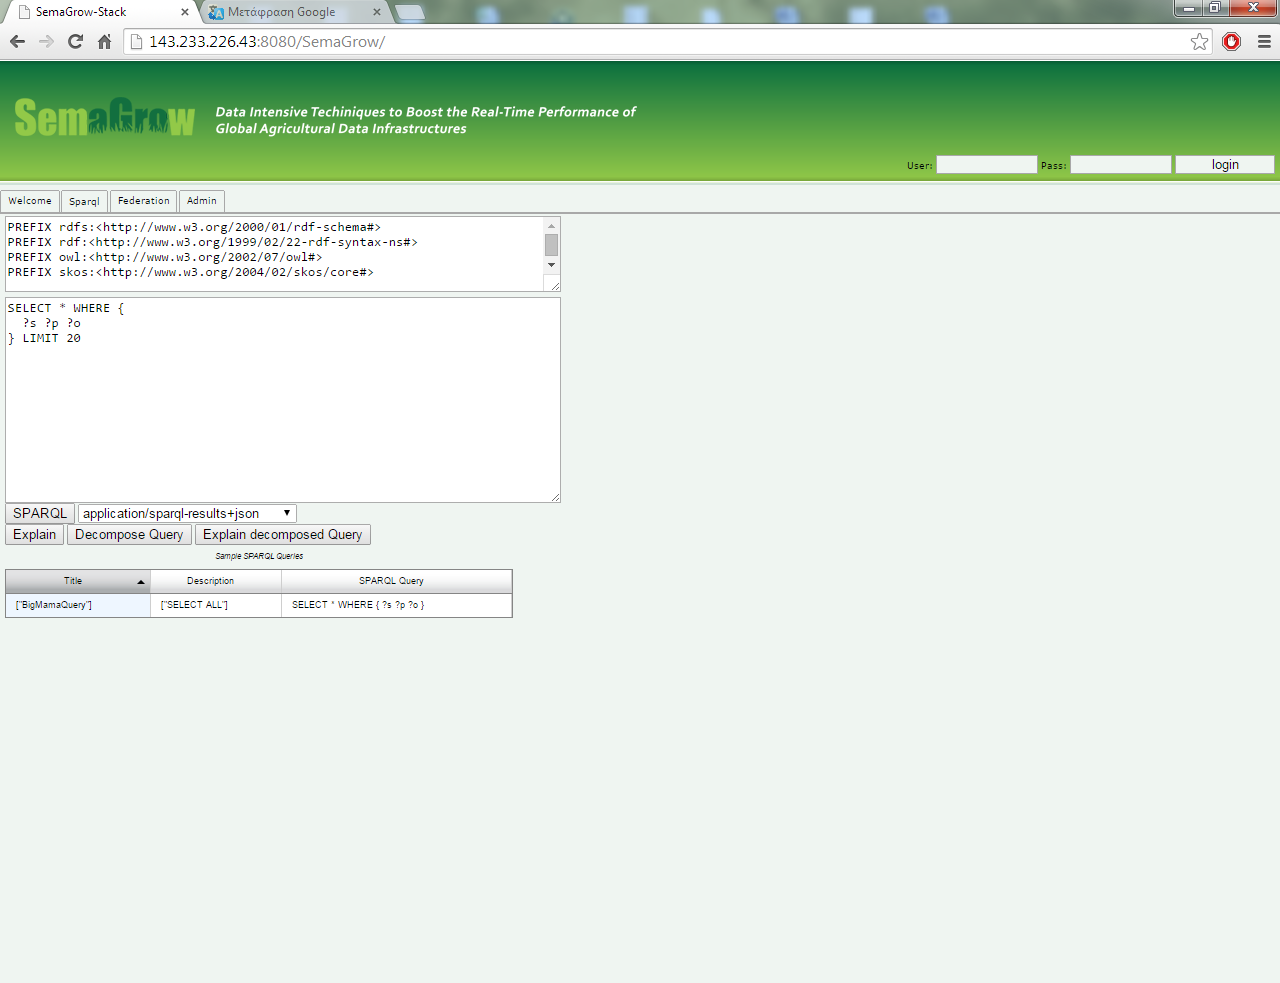 SemaGrow-Stack
Μετάφραση Google
143.233.226.43:8080/SemaGrow/
SemaGrow
Data Intensive Techiniques to Boost the Real-Time Performance of
Global Agricultural Data Infrastructures
User:
Pass:
login
Welcome
Sparql
Federation
Admin
PREFIX rdfs:<http://www.w3.org/2000/01/rdf-schema#>
PREFIX rdf:<http://www.w3.org/1999/02/22-rdf-syntax-ns#>
PREFIX owl:<http://www.w3.org/2002/07/owl#>
PREFIX skos:<http://www.w3.org/2004/02/skos/core#>
SELECT * WHERE {
?s ?p ?o
} LIMIT 20
SPARQL
application/sparql-results+json
Explain
Decompose Query
Explain decomposed Query
Sample SPARQL Queries
Title
Description
SPARQL Query
["BigMamaQuery"]
["SELECT ALL"]
SELECT * WHERE { ?s ?p ?o }